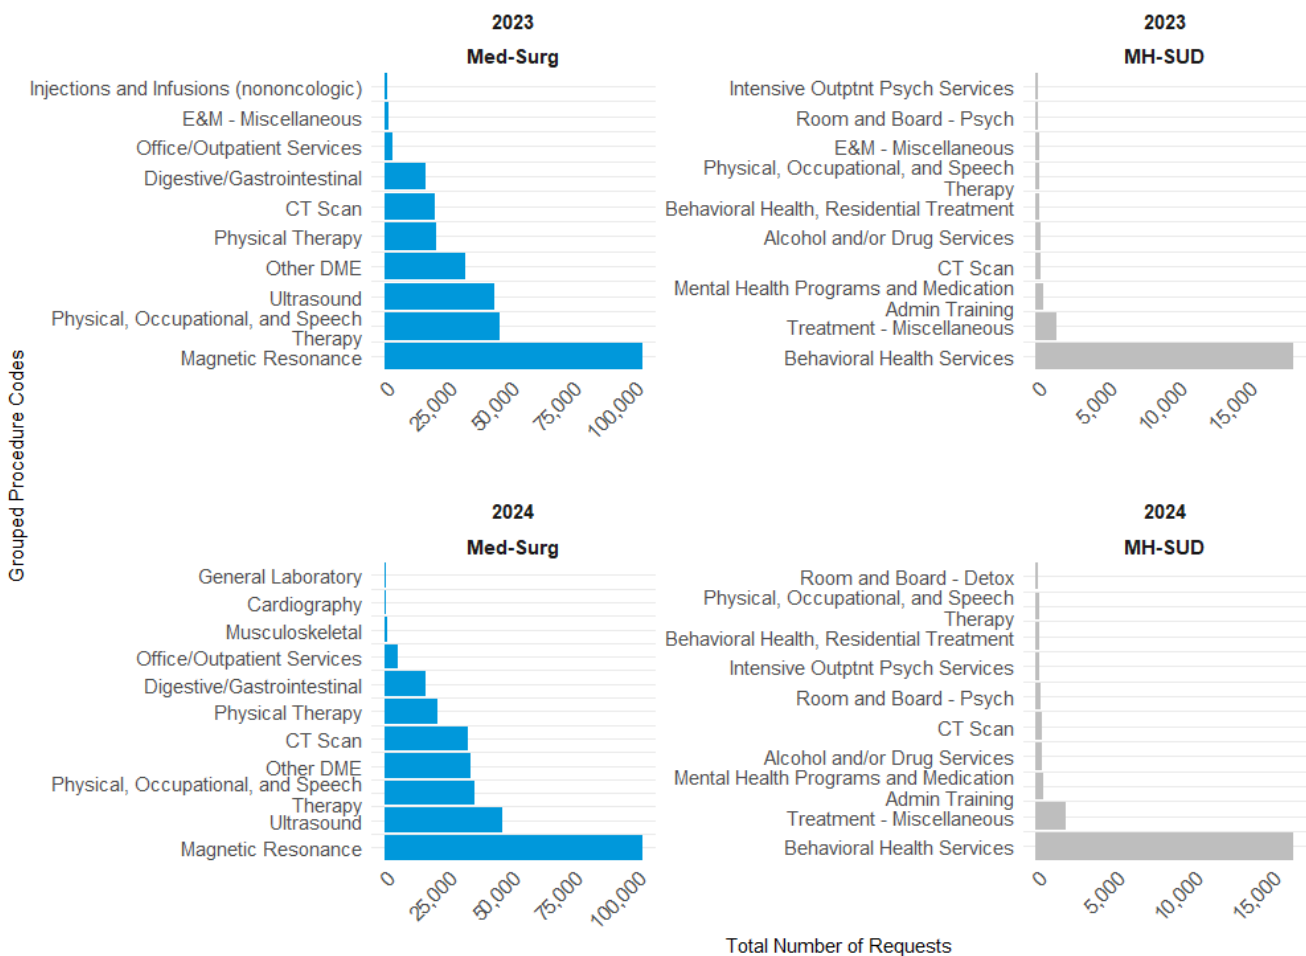 2023
Med-Surg
Injections and Infusions (nononcologic)
E&M - Miscellaneous
Office/Outpatient Services
Digestive/Gastrointestinal
CT Scan
Physical Therapy
Other DME
Ultrasound
Physical, Occupational, and Speech
Therapy
Magnetic Resonance
0
25,000
50,000
75,000
100,000
2023
MH-SUD
Intensive Outptnt Psych Services
Room and Board - Psych
E&M - Miscellaneous
Physical, Occupational, and Speech
Therapy
Behavioral Health, Residential Treatment
Alcohol and/or Drug Services
CT Scan
Mental Health Programs and Medication
Admin Training
Treatment - Miscellaneous
Behavioral Health Services
0
5,000
10,000
15,000
Grouped Procedure Codes
2024
Med-Surg
General Laboratory
Cardiography
Musculoskeletal
Office/Outpatient Services
Digestive/Gastrointestinal
Physical Therapy
CT Scan
Other DME
Physical, Occupational, and Speech
Therapy
Ultrasound
Magnetic Resonance
0
25,000
50,000
75,000
100,000
2024
MH-SUD
Room and Board - Detox
Physical, Occupational, and Speech
Therapy
Behavioral Health, Residential Treatment
Intensive Outptnt Psych Services
Room and Board - Psych
CT Scan
Alcohol and/or Drug Services
Mental Health Programs and Medication
Admin Training
Treatment - Miscellaneous
Behavioral Health Services
0
5,000
10,000
15,000
Total Number of Requests